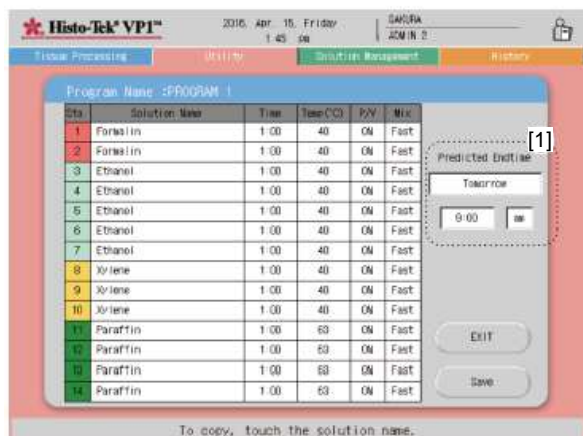 Histo-Tek® VP1™
2016. Apr. 15, Friday
1:45 pm
SAKURA
ADMIN 2
Tissue Processing
Utility
Solution Management
History
Program Name :PROGRAM 1
Sta. Solution Name Time Temp(°C) P/V Mix
1 Formalin 1:00 40 ON Fast
2 Formalin 1:00 40 ON Fast
3 Ethanol 1:00 40 ON Fast
4 Ethanol 1:00 40 ON Fast
5 Ethanol 1:00 40 ON Fast
6 Ethanol 1:00 40 ON Fast
7 Ethanol 1:00 40 ON Fast
8 Xylene 1:00 40 ON Fast
9 Xylene 1:00 40 ON Fast
10 Xylene 1:00 40 ON Fast
11 Paraffin 1:00 63 ON Fast
12 Paraffin 1:00 63 ON Fast
13 Paraffin 1:00 63 ON Fast
14 Paraffin 1:00 63 ON Fast
[1]
Predicted Endtime
Tomorrow
9:00 am
EXIT
Save
To copy, touch the solution name.